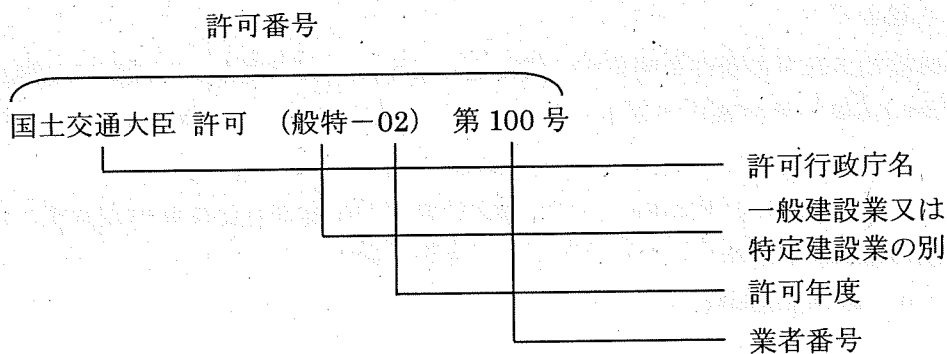 許可番号
国土交通大臣 許可 (般特-02) 第100号
許可行政庁名
一般建設業又は
特定建設業の別
許可年度
業者番号